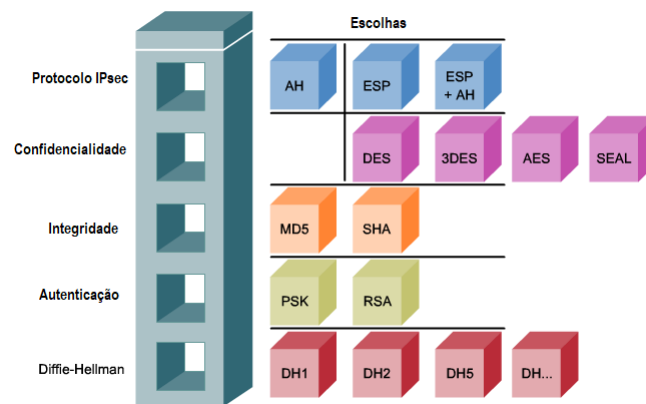 Escolhas
Protocolo IPsec
AH
ESP
ESP
+ AH
Confidencialidade
DES
3DES
AES
SEAL
Integridade
MD5
SHA
Autenticação
PSK
RSA
Diffie-Hellman
DH1
DH2
DH5
DH...